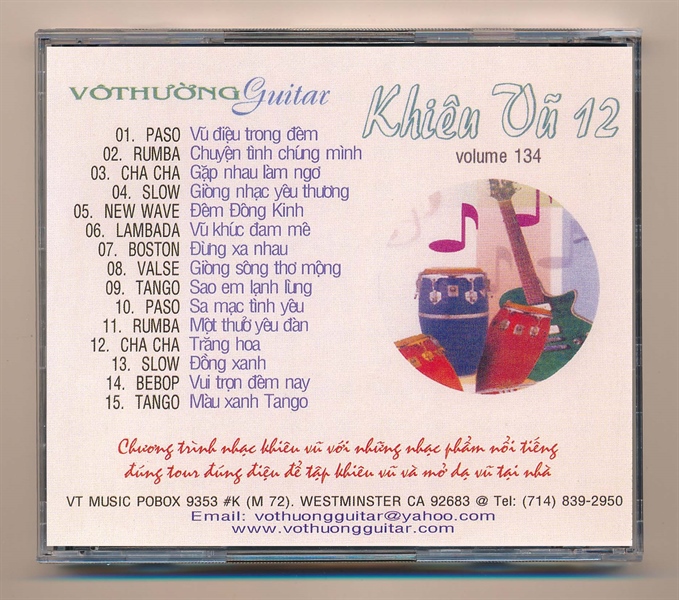 VÔTHƯỜNG Guitar
Khiêu Vũ 12
volume 134
01. PASO Vũ điệu trong đêm
02. RUMBA Chuyện tình chúng mình
03. CHA CHA Gặp nhau làm ngơ
04. SLOW Giòng nhạc yêu thương
05. NEW WAVE Đêm Đông Kinh
06. LAMBADA Vũ khúc đam mê
07. BOSTON Đừng xa nhau
08. VALSE Giòng sông thơ mộng
09. TANGO Sao em lạnh lùng
10. PASO Sa mạc tình yêu
11. RUMBA Một thuở yêu đàn
12. CHA CHA Trăng hoa
13. SLOW Đồng xanh
14. BEBOP Vui trọn đêm nay
15. TANGO Màu xanh Tango
Chương trình nhạc khiêu vũ với những nhạc phẩm nổi tiếng
đúng tour đúng điệu để tập khiêu vũ và mở dạ vũ tại nhà
VT MUSIC POBOX 9353 #K (M 72). WESTMINSTER CA 92683 @ Tel: (714) 839-2950
Email: vothuongguitar@yahoo.com
www.vothuongguitar.com